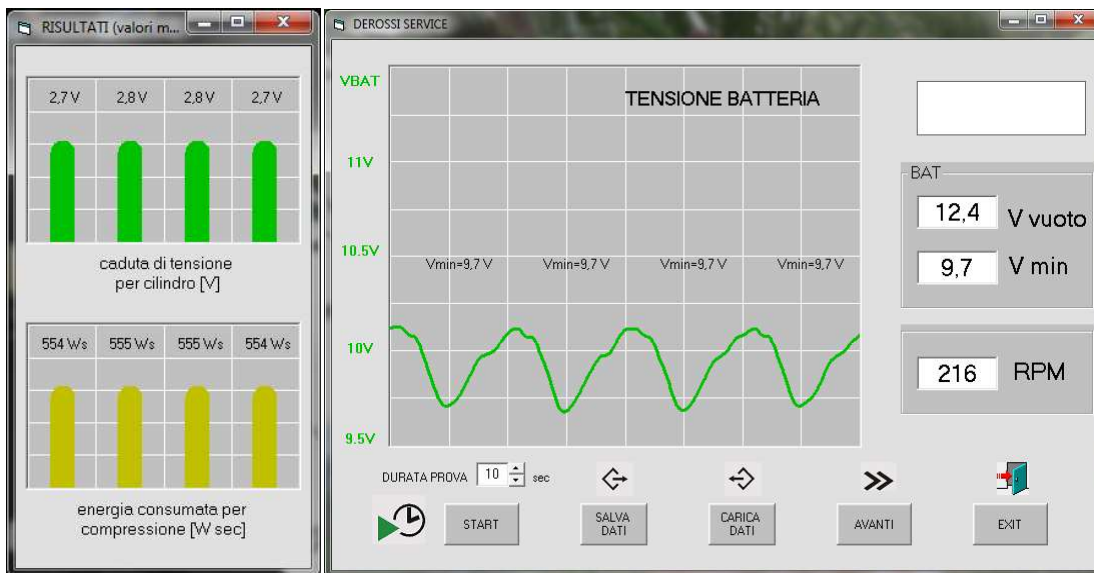 RISULTATI (valori m...
2,7 V 2,8 V 2,8 V 2,7 V
caduta di tensione
per cilindro [V]
554 Ws 555 Ws 555 Ws 554 Ws
energia consumata per
compressione [W sec]
DEROSSI SERVICE
VBAT
TENSIONE BATTERIA
11V
10.5V
Vmin=9,7 V Vmin=9,7 V Vmin=9,7 V Vmin=9,7 V
10V
9.5V
BAT
12,4 V vuoto
9,7 V min
216 RPM
DURATA PROVA 10 sec
START
SALVA
DATI
CARICA
DATI
AVANTI
EXIT